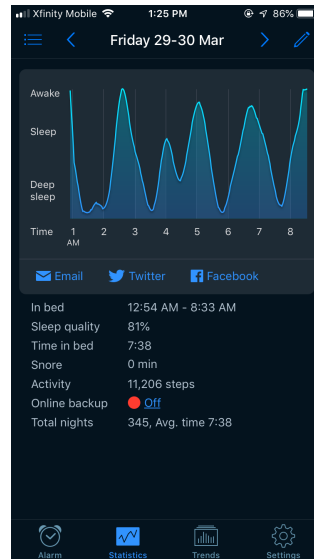 Xfinity Mobile 1:25 PM 86%
Friday 29-30 Mar
Awake
Sleep
Deep
sleep
Time 1 2 3 4 5 6 7 8
AM
Email Twitter Facebook
In bed 12:54 AM - 8:33 AM
Sleep quality 81%
Time in bed 7:38
Snore 0 min
Activity 11,206 steps
Online backup Off
Total nights 345, Avg. time 7:38
Alarm Statistics Trends Settings